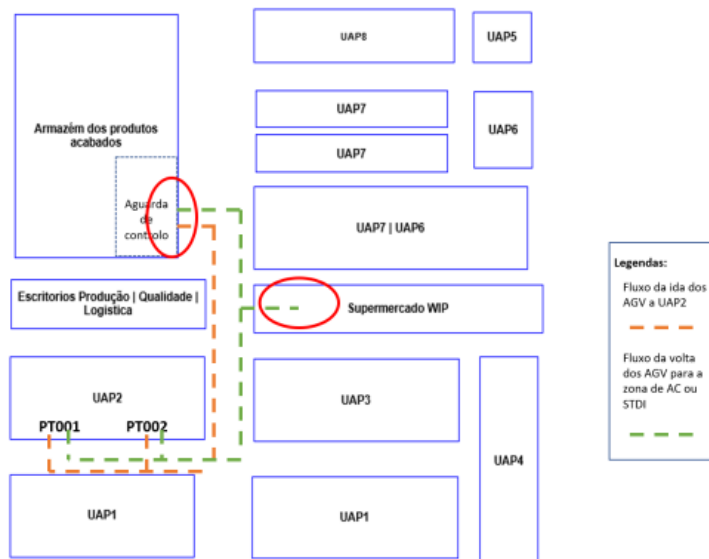 UAP8
UAP5
UAP7
UAP6
UAP7
Armazém dos produtos
acabados
Aguarda
de
controlo
UAP7 | UAP6
Escritorios Produção | Qualidade |
Logistica
Supermercado WIP
UAP2
PT001 PT002
UAP3
UAP4
UAP1
UAP1
Legendas:
Fluxo da ida dos
AGV a UAP2
Fluxo da volta
dos AGV para a
zona de AC ou
STDI